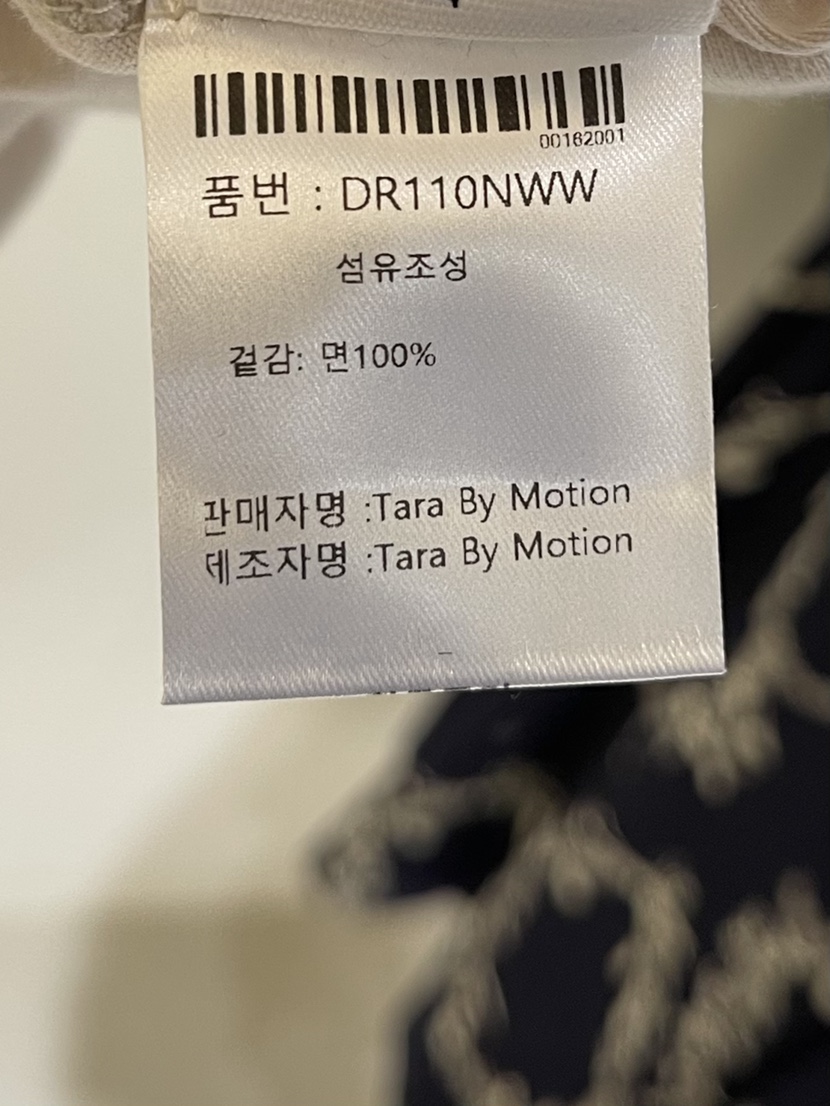 00162001
품번 : DR110NWW
섬유조성
겉감: 면100%
판매자명 :Tara By Motion
제조자명 :Tara By Motion